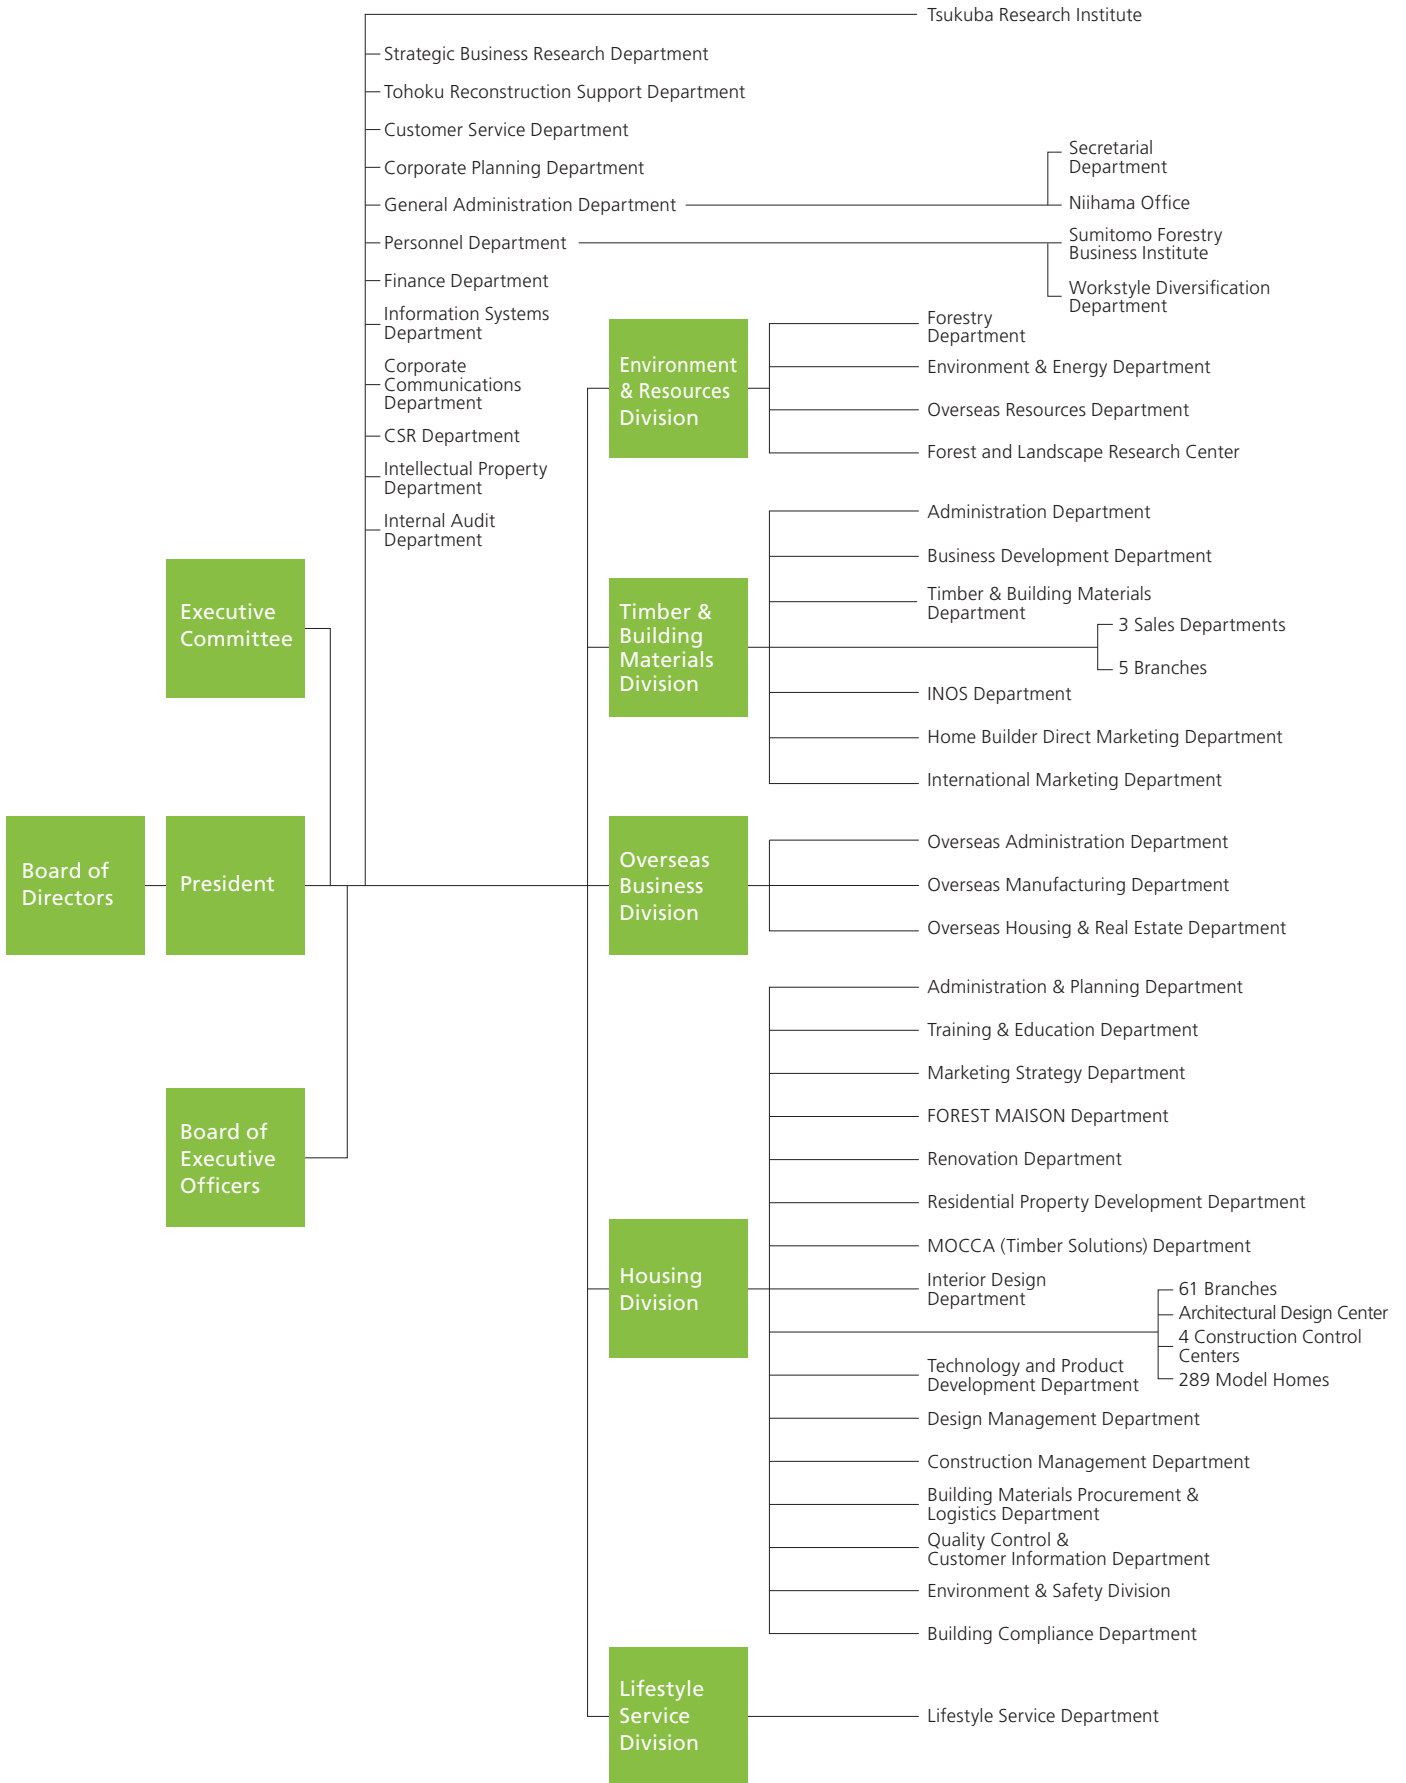 Tsukuba Research Institute
Strategic Business Research Department
Tohoku Reconstruction Support Department
Customer Service Department
Corporate Planning Department
General Administration Department
Secretarial
Department
Niihama Office
Personnel Department
Sumitomo Forestry
Business Institute
Workstyle Diversification
Department
Finance Department
Information Systems
Department
Corporate
Communications
Department
CSR Department
Intellectual Property
Department
Internal Audit
Department
Environment
& Resources
Division
Forestry
Department
Environment & Energy Department
Overseas Resources Department
Forest and Landscape Research Center
Executive
Committee
Timber &
Building
Materials
Division
Administration Department
Business Development Department
Timber & Building Materials
Department
3 Sales Departments
5 Branches
INOS Department
Home Builder Direct Marketing Department
International Marketing Department
Board of
Directors
President
Overseas
Business
Division
Overseas Administration Department
Overseas Manufacturing Department
Overseas Housing & Real Estate Department
Board of
Executive
Officers
Housing
Division
Administration & Planning Department
Training & Education Department
Marketing Strategy Department
FOREST MAISON Department
Renovation Department
Residential Property Development Department
MOCCA (Timber Solutions) Department
Interior Design
Department
61 Branches
Architectural Design Center
4 Construction Control
Centers
289 Model Homes
Technology and Product
Development Department
Design Management Department
Construction Management Department
Building Materials Procurement &
Logistics Department
Quality Control &
Customer Information Department
Environment & Safety Division
Building Compliance Department
Lifestyle
Service
Division
Lifestyle Service Department